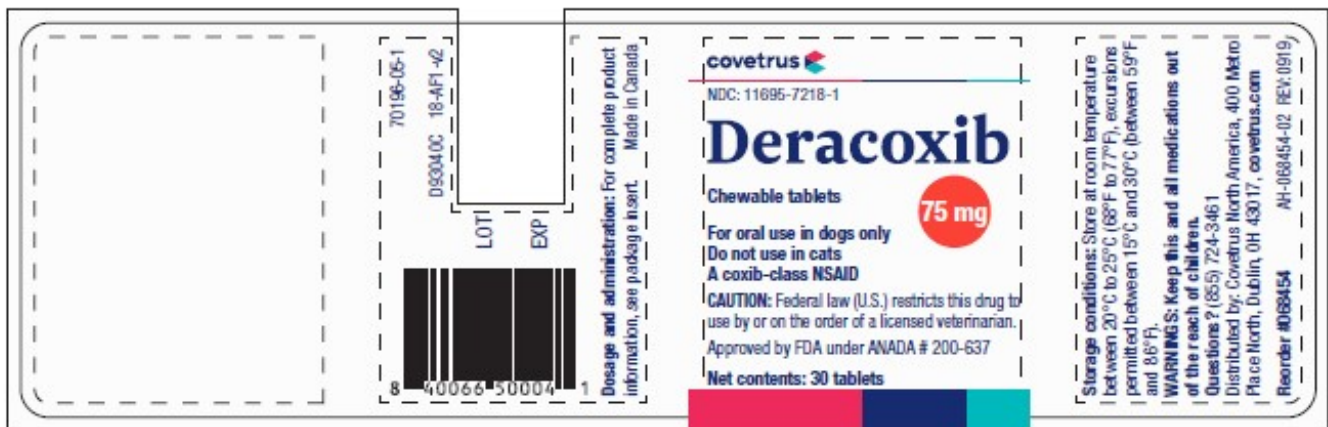 70196-05-1
D9304OC 18-AF1-v2
LOT
EXP
8 40066 50004 1
Dosage and administration: For complete product
information, see package insert. Made in Canada
covetrus
NDC: 11695-7218-1
Deracoxib
Chewable tablets
75 mg
For oral use in dogs only
Do not use in cats
A coxib-class NSAID
CAUTION: Federal law (U.S.) restricts this drug to
use by or on the order of a licensed veterinarian.
Approved by FDA under ANADA # 200-637
Net contents: 30 tablets
Storage conditions: Store at room temperature
between 20°C to 25°C (68°F to 77°F), excursions
permitted between 15°C and 30°C (between 59°F
and 86°F).
WARNINGS: Keep this and all medications out
of the reach of children.
Questions? (855) 724-3461
Distributed by: Covetrus North America, 400 Metro
Place North, Dublin, OH 43017, covetrus.com
Reorder #068454 AH-068454-02 REV: 0919